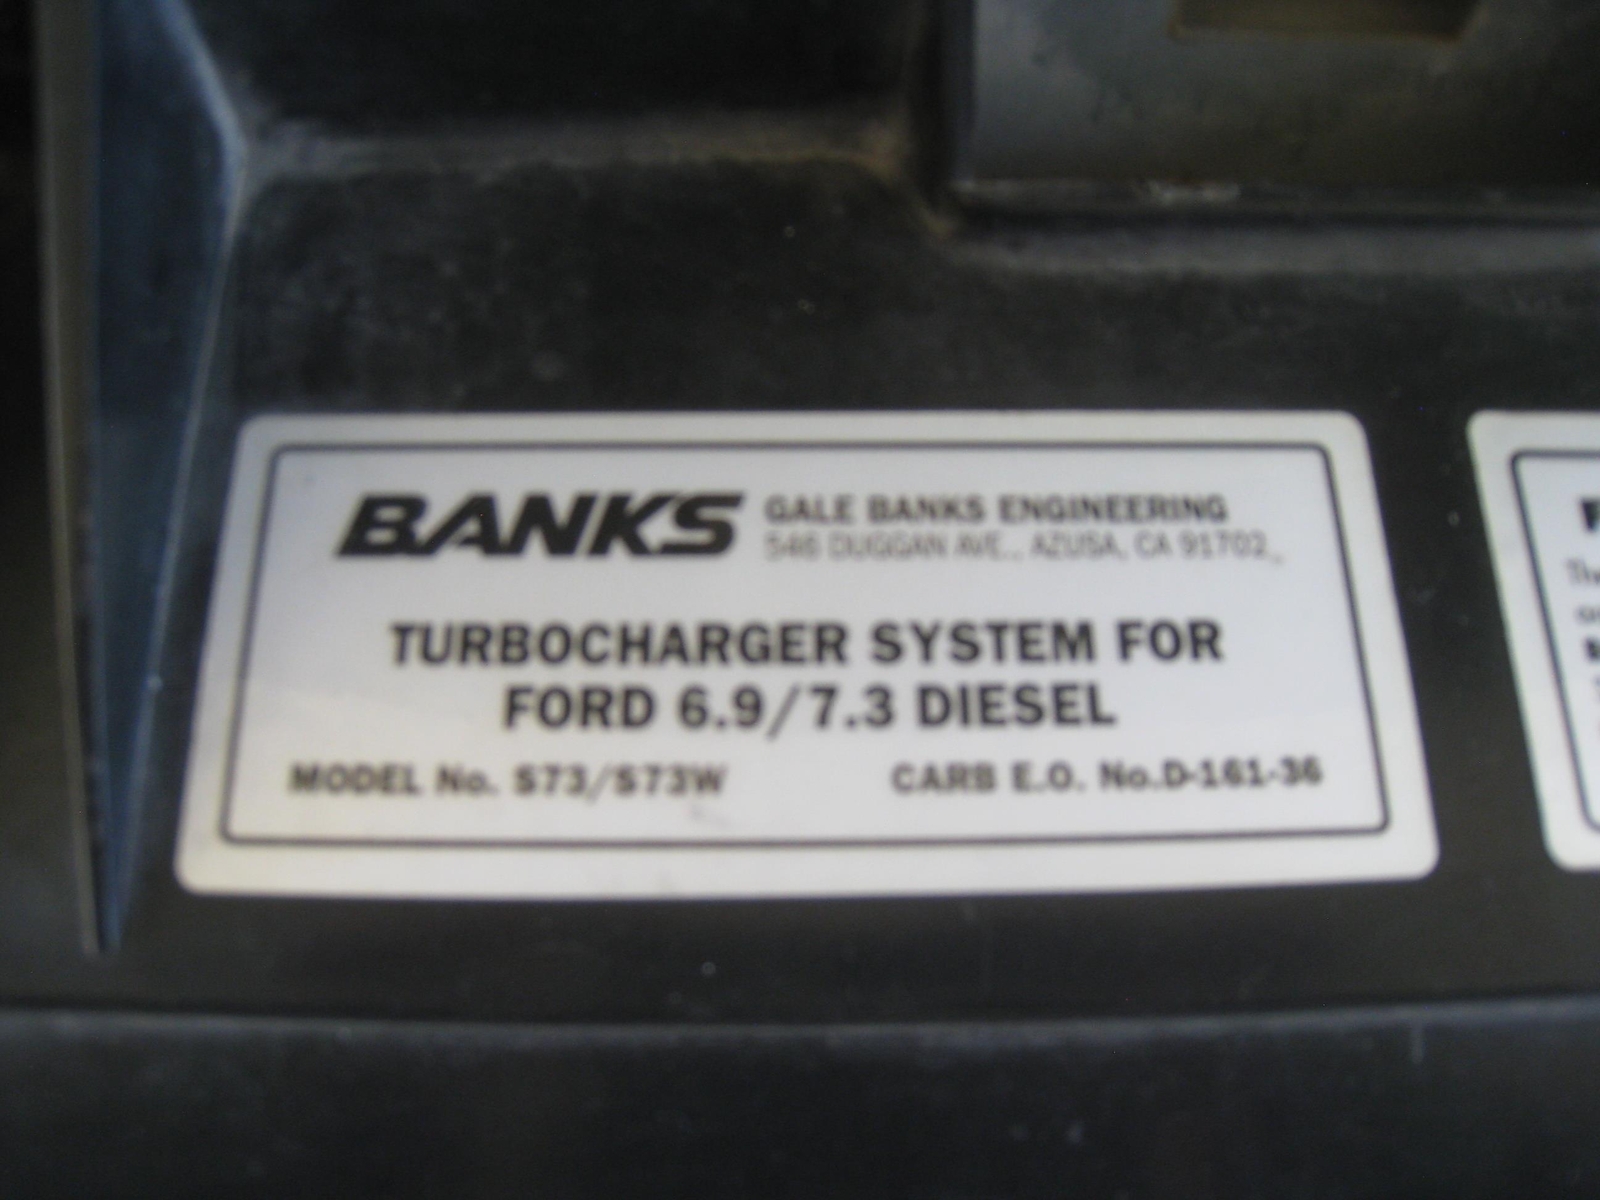 BANKS GALE BANKS ENGINEERING
546 DUGGAN AVE., AZUSA, CA 91702
TURBOCHARGER SYSTEM FOR
FORD 6.9/7.3 DIESEL
MODEL No. S73/S73W CARB E.O. No.D-161-36